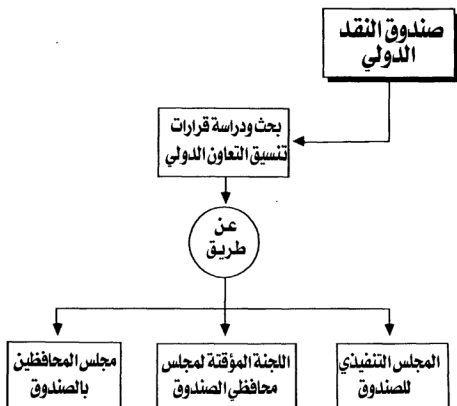 صندوق النقد
الدولي
بحث ودراسة قرارات
تنسيق التعاون الدولي
عن
طريق
المجلس التنفيذي
للصندوق
اللجنة المؤقتة لمجلس
محافظي الصندوق
مجلس المحافظين
بالصندوق